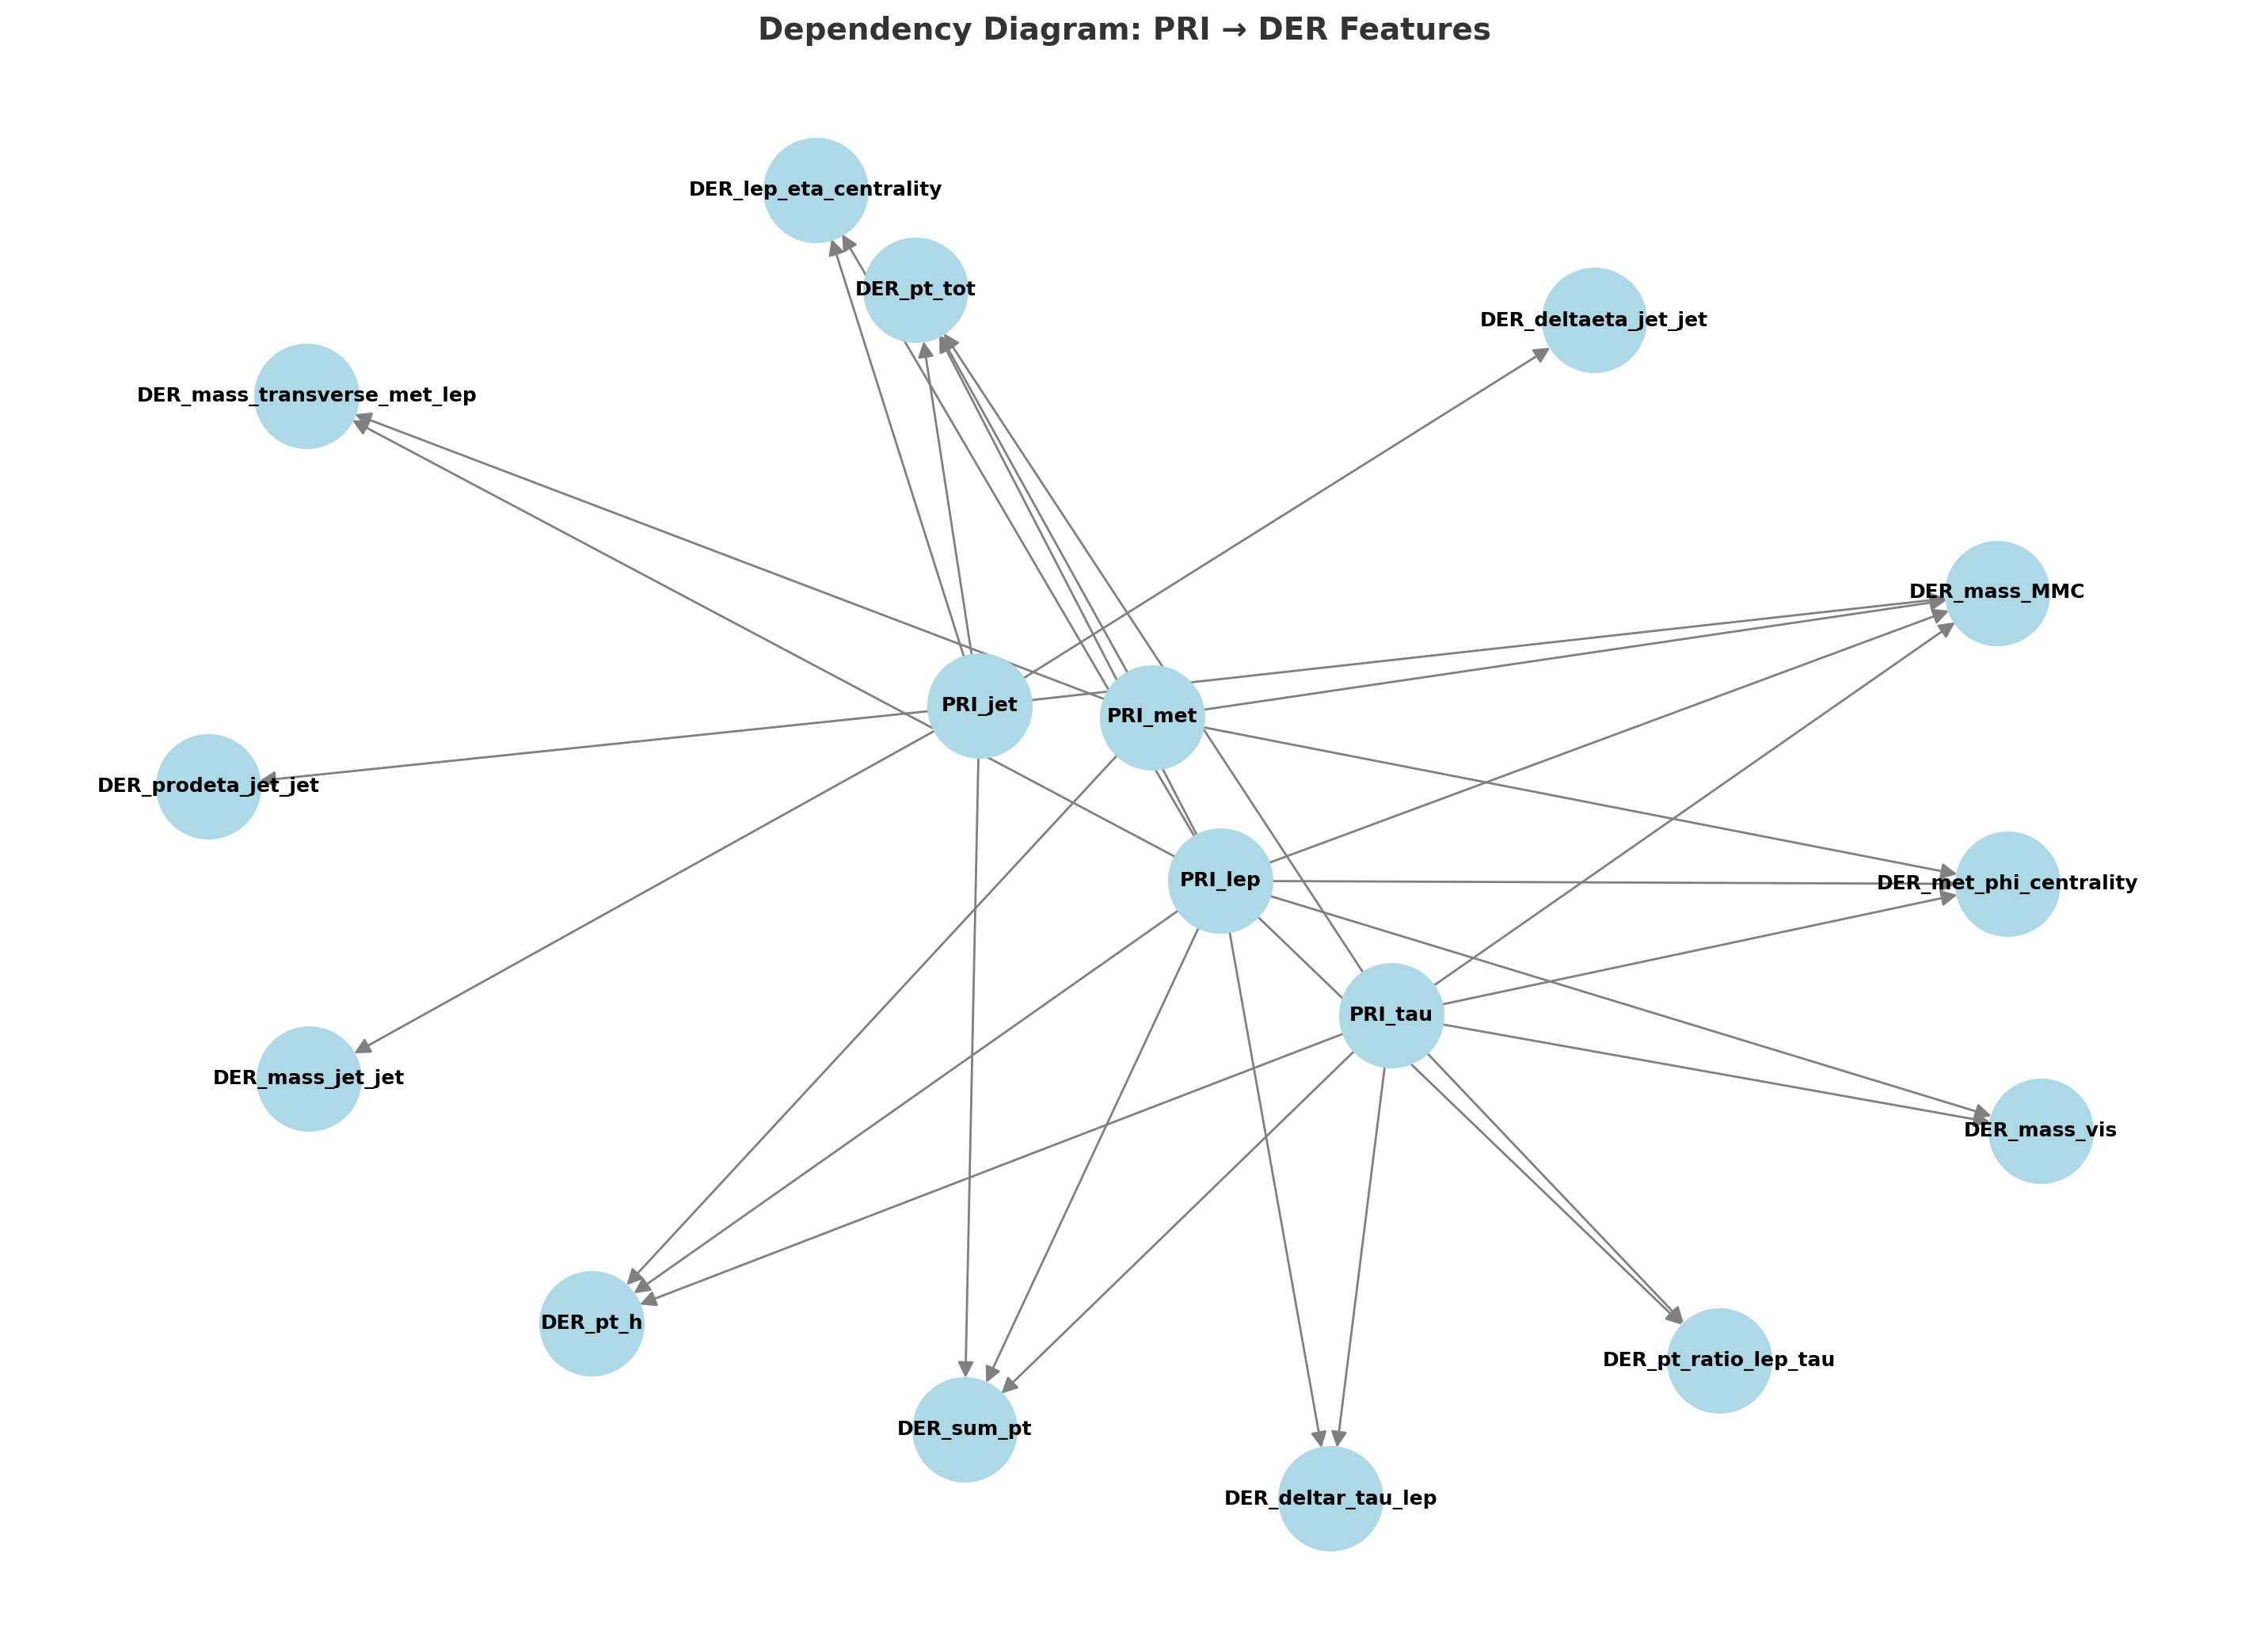 Dependency Diagram: PRI → DER Features
DER_lep_eta_centrality
DER_pt_tot
DER_deltaeta_jet_jet
DER_mass_transverse_met_lep
DER_mass_MMC
PRI_jet
PRI_met
DER_prodeta_jet_jet
PRI_lep
DER_met_phi_centrality
PRI_tau
DER_mass_jet_jet
DER_mass_vis
DER_pt_h
DER_pt_ratio_lep_tau
DER_sum_pt
DER_deltar_tau_lep